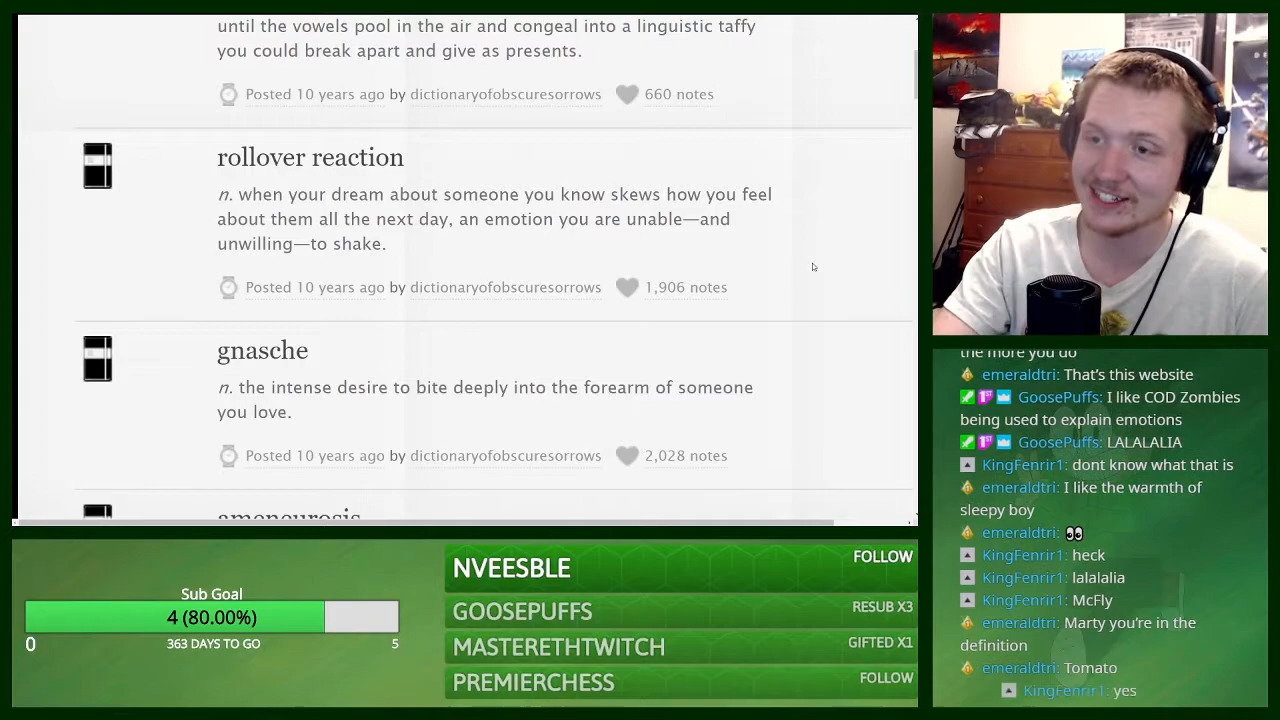 until the vowels pool in the air and congeal into a linguistic taffy
you could break apart and give as presents.
Posted 10 years ago by dictionaryofobscuresorrows 660 notes
rollover reaction
n. when your dream about someone you know skews how you feel
about them all the next day, an emotion you are unable—and
unwilling—to shake.
Posted 10 years ago by dictionaryofobscuresorrows 1,906 notes
gnasche
n. the intense desire to bite deeply into the forearm of someone
you love.
Posted 10 years ago by dictionaryofobscuresorrows 2,028 notes
ameneurosis
the more you do
emeraldtri: That's this website
GoosePuffs: I like COD Zombies
being used to explain emotions
GoosePuffs: LALALALIA
KingFenrir1: dont know what that is
emeraldtri: I like the warmth of
sleepy boy
emeraldtri: 👀
KingFenrir1: heck
KingFenrir1: lalalalia
KingFenrir1: McFly
emeraldtri: Marty you're in the
definition
emeraldtri: Tomato
KingFenrir1: yes
Sub Goal
4 (80.00%)
0 363 DAYS TO GO 5
NVEESBLE FOLLOW
GOOSEPUFFS RESUB X3
MASTERETHTWITCH GIFTED X1
PREMIERCHESS FOLLOW